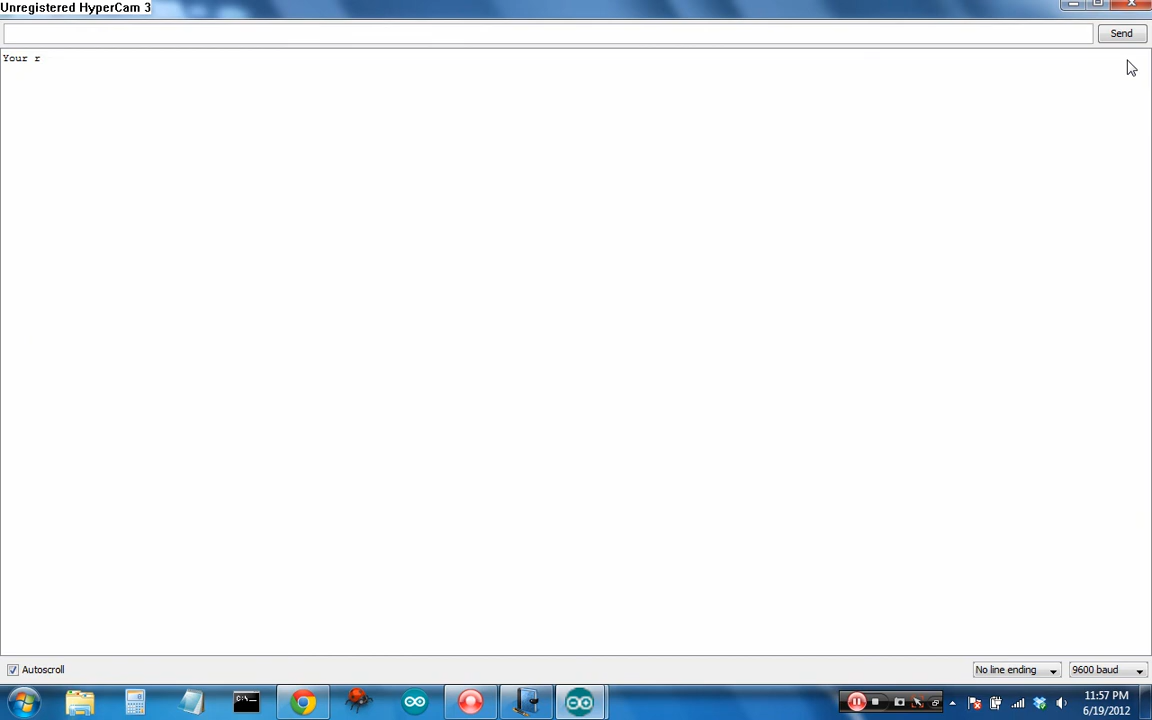 Unregistered HyperCam 3
Send
Your r
Autoscroll
No line ending
9600 baud
11:57 PM
6/19/2012